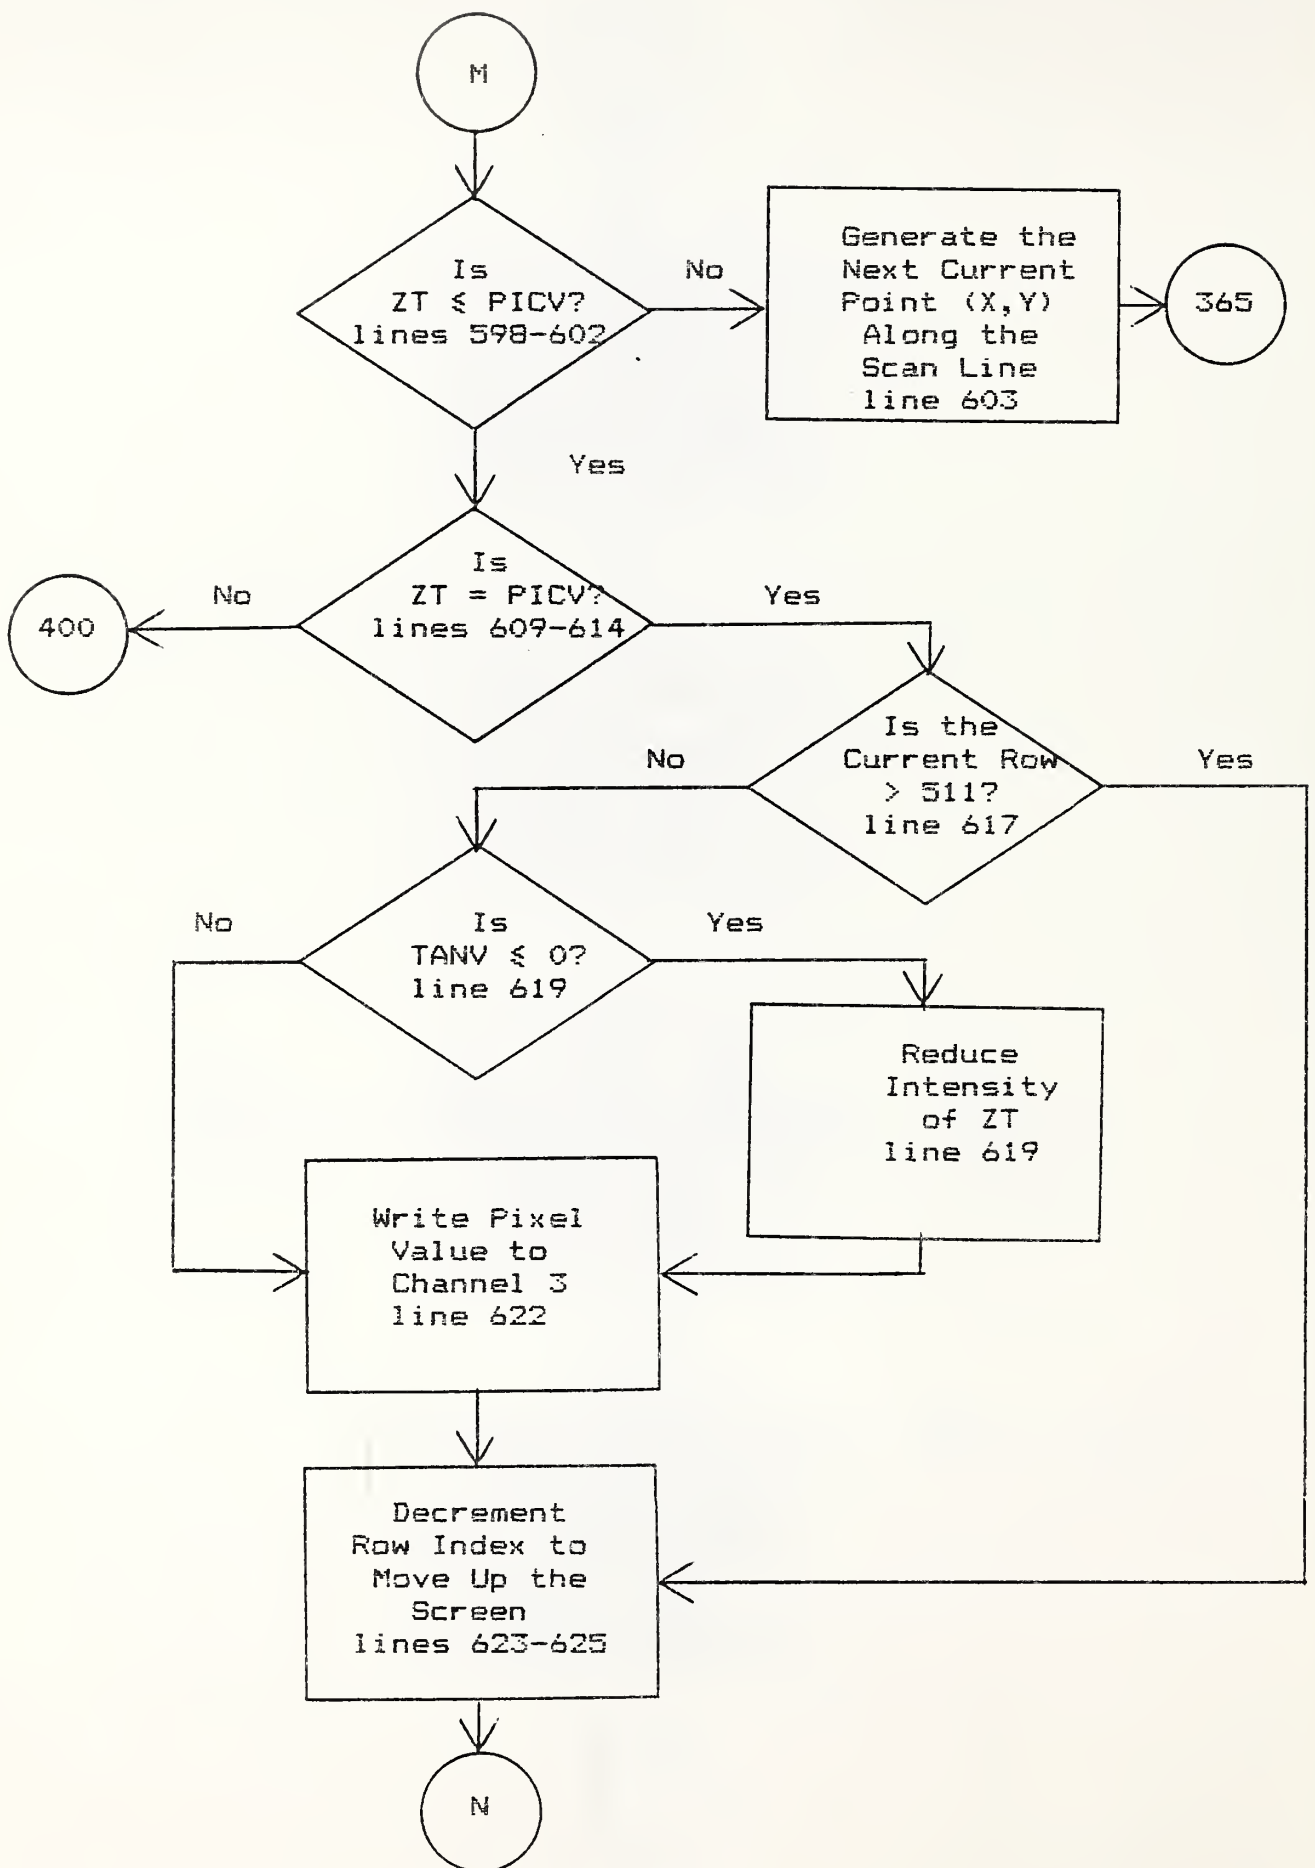 M
Is
ZT ≤ PICV?
lines 598-602
No
Generate the
Next Current
Point (X,Y)
Along the
Scan Line
line 603
365
Yes
Is
ZT = PICV?
lines 609-614
No
400
Yes
Is the
Current Row
> 511?
line 617
No
Yes
Is
TANV ≤ 0?
line 619
No
Yes
Reduce
Intensity
of ZT
line 619
Write Pixel
Value to
Channel 3
line 622
Decrement
Row Index to
Move Up the
Screen
lines 623-625
N